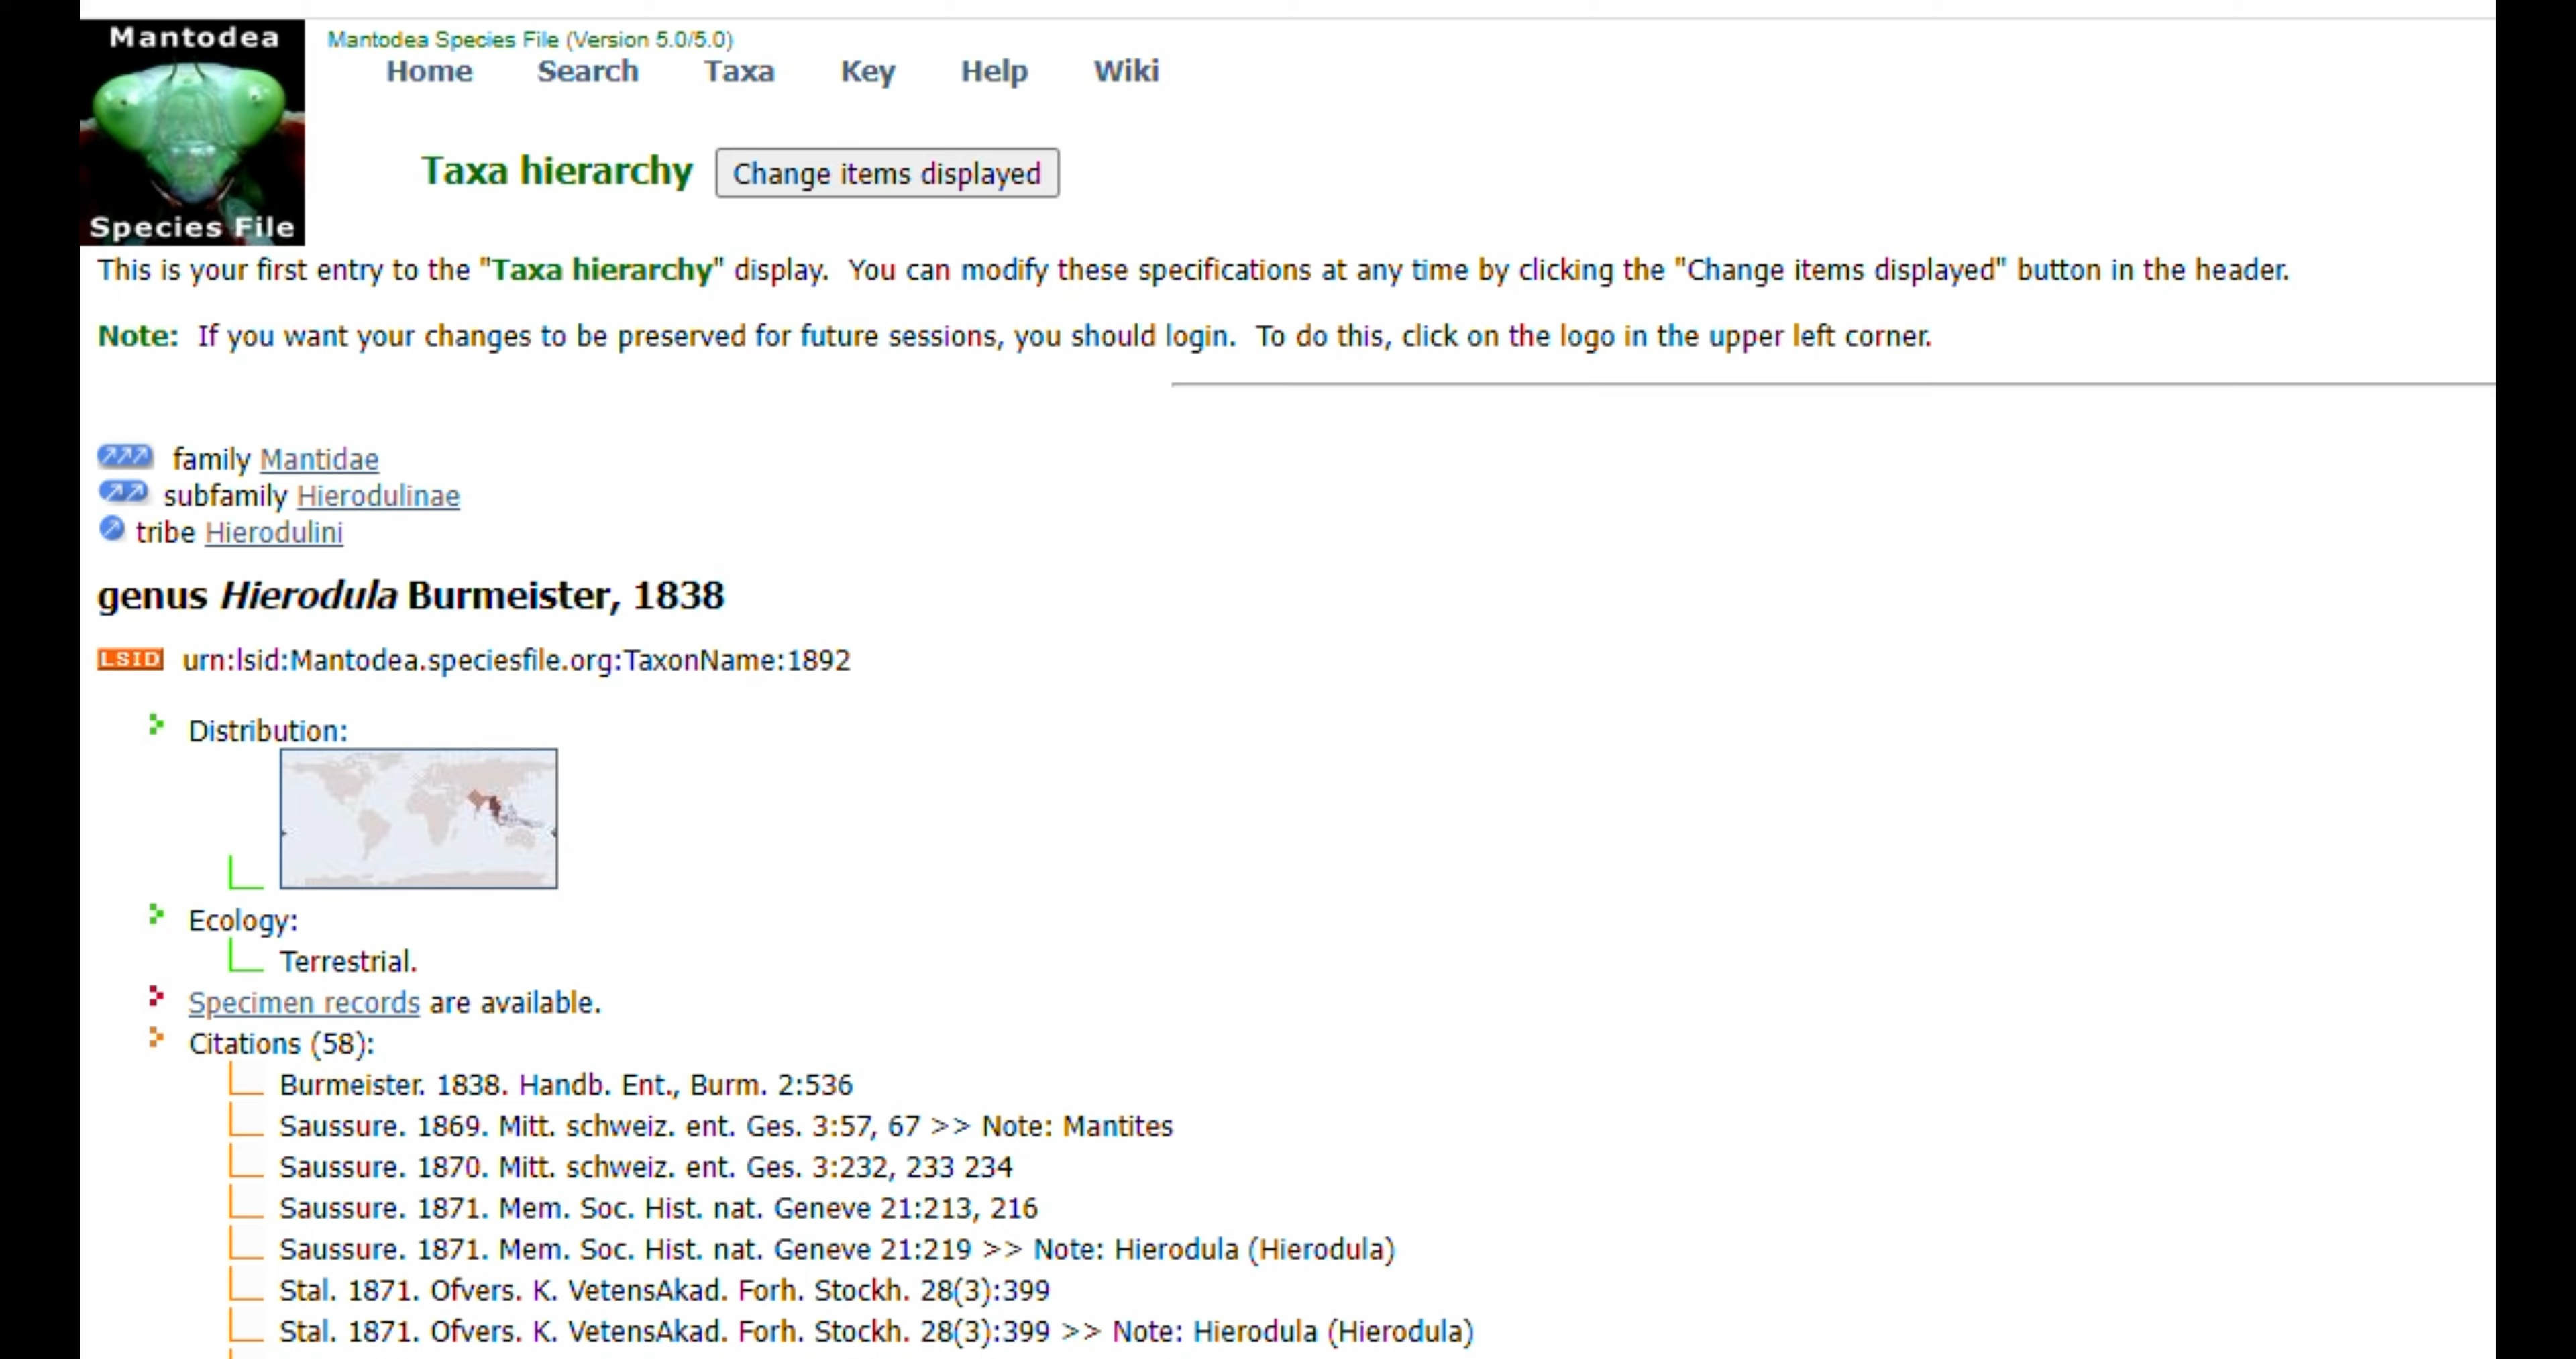 Mantodea
Species File
Mantodea Species File (Version 5.0/5.0)
Home Search Taxa Key Help Wiki
Taxa hierarchy Change items displayed
This is your first entry to the "Taxa hierarchy" display. You can modify these specifications at any time by clicking the "Change items displayed" button in the header.
Note: If you want your changes to be preserved for future sessions, you should login. To do this, click on the logo in the upper left corner.
family Mantidae
subfamily Hierodulinae
tribe Hierodulini
genus Hierodula Burmeister, 1838
LSID urn:lsid:Mantodea.speciesfile.org:TaxonName:1892
Distribution:
Ecology:
Terrestrial.
Specimen records are available.
Citations (58):
Burmeister. 1838. Handb. Ent., Burm. 2:536
Saussure. 1869. Mitt. schweiz. ent. Ges. 3:57, 67 >> Note: Mantites
Saussure. 1870. Mitt. schweiz. ent. Ges. 3:232, 233 234
Saussure. 1871. Mem. Soc. Hist. nat. Geneve 21:213, 216
Saussure. 1871. Mem. Soc. Hist. nat. Geneve 21:219 >> Note: Hierodula (Hierodula)
Stal. 1871. Ofvers. K. VetensAkad. Forh. Stockh. 28(3):399
Stal. 1871. Ofvers. K. VetensAkad. Forh. Stockh. 28(3):399 >> Note: Hierodula (Hierodula)